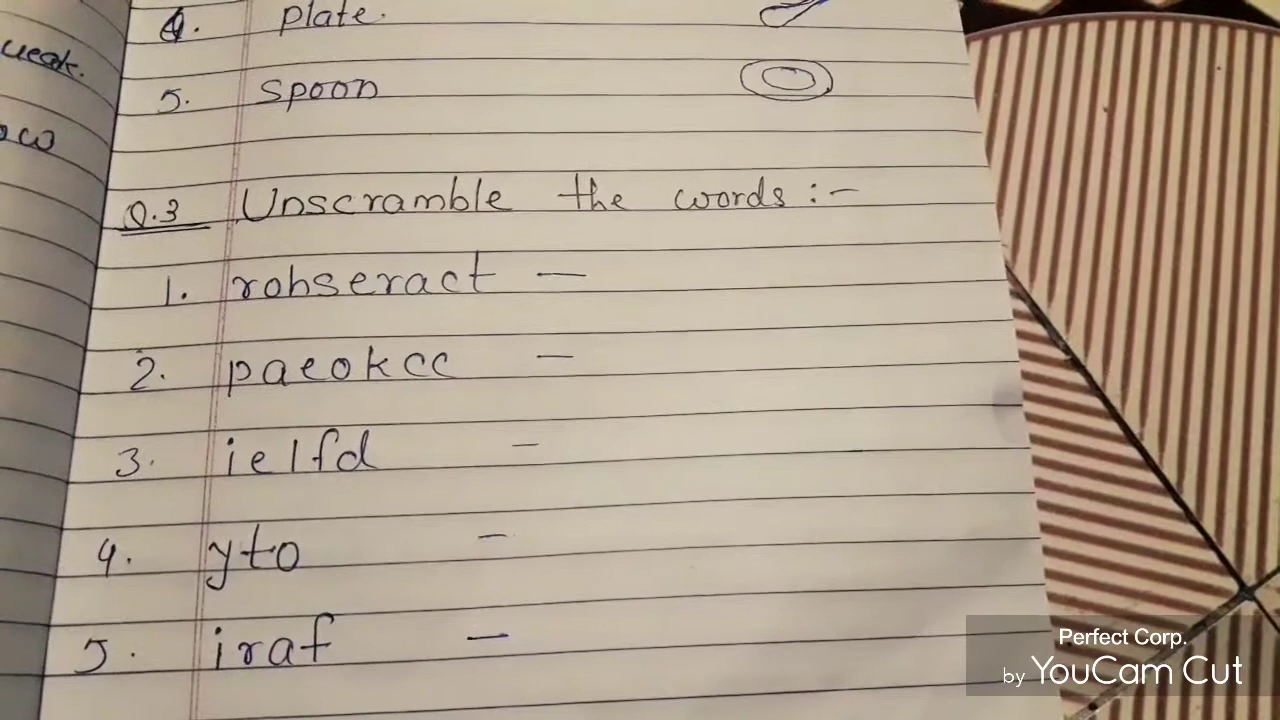 4. plate.
5. spoon
Q.3 Unscramble the words :-
1. rohseract —
2. paeokcc —
3. ielfd —
4. yto —
5. iraf —
Perfect Corp.
by YouCam Cut